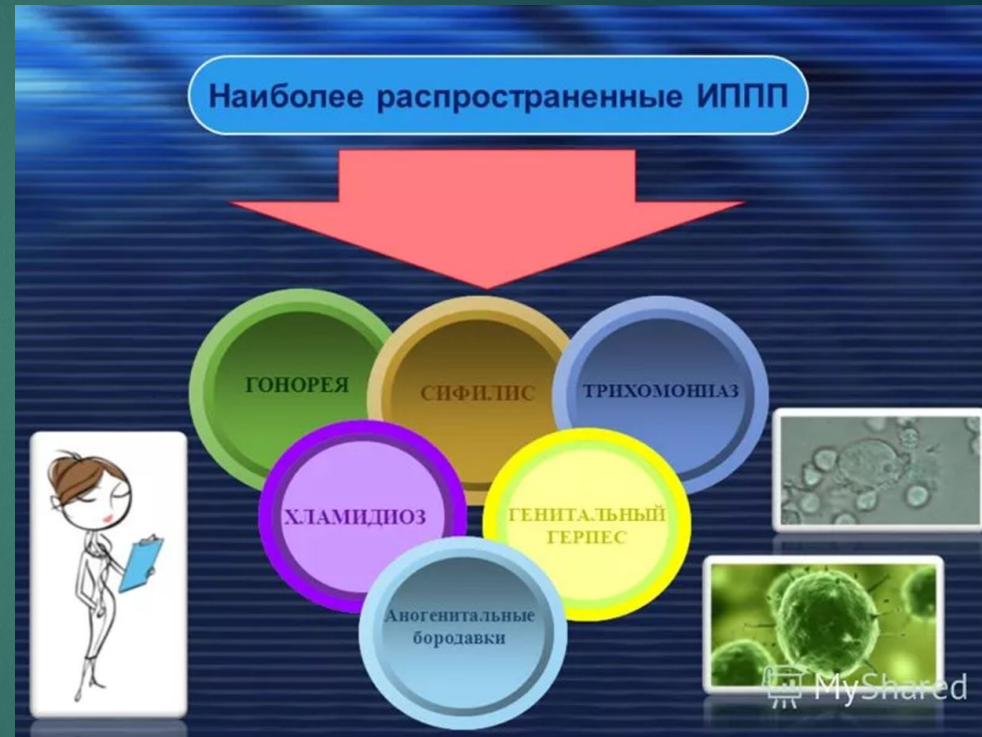 Наиболее распространенные ИППП
ГОНОРЕЯ
СИФИЛИС
ТРИХОМОНИАЗ
ХЛАМИДИОЗ
ГЕНИТАЛЬНЫЙ
ГЕРПЕС
Аногенитальные
бородавки
MyShared